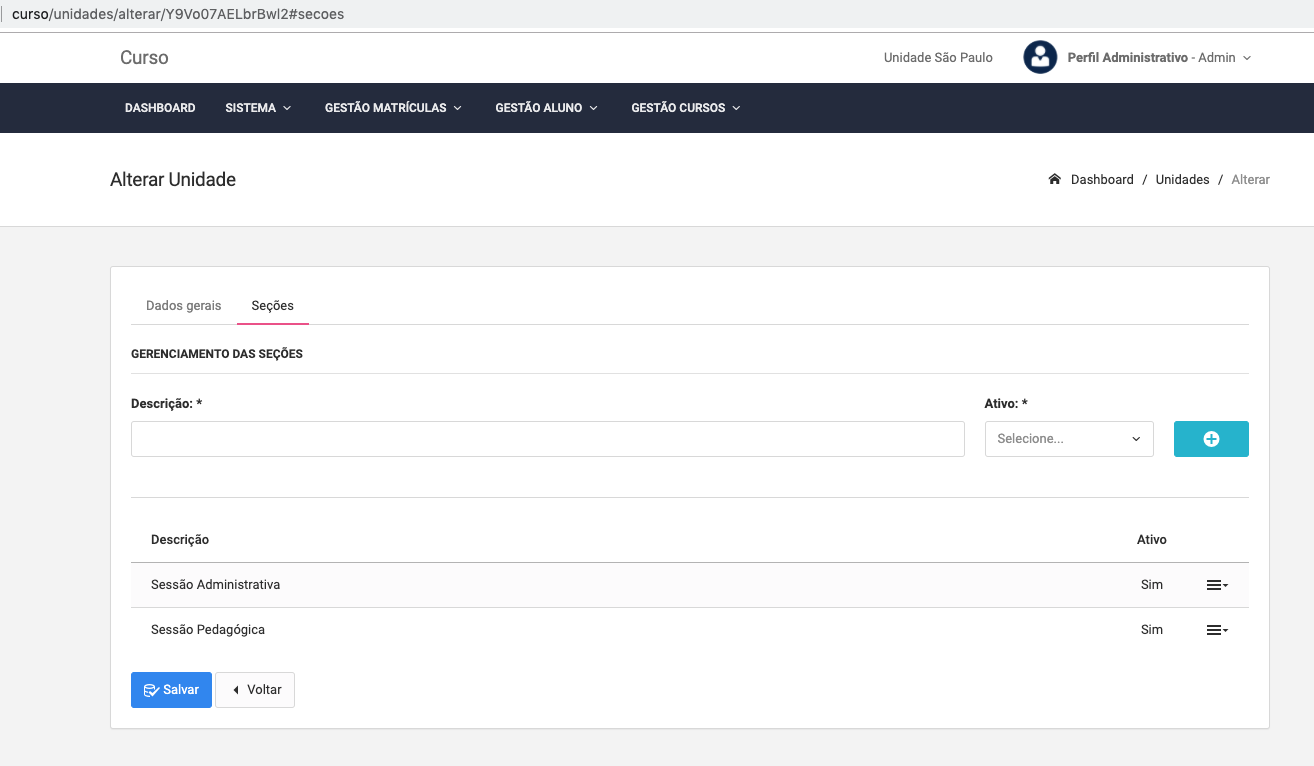 curso/unidades/alterar/Y9Vo07AELbrBwl2#secoes
Curso
Unidade São Paulo
Perfil Administrativo - Admin
DASHBOARD SISTEMA GESTÃO MATRÍCULAS GESTÃO ALUNO GESTÃO CURSOS
Alterar Unidade
Dashboard / Unidades / Alterar
Dados gerais Seções
GERENCIAMENTO DAS SEÇÕES
Descrição: * Ativo: *
Selecione...
Descrição Ativo
Sessão Administrativa Sim
Sessão Pedagógica Sim
Salvar Voltar